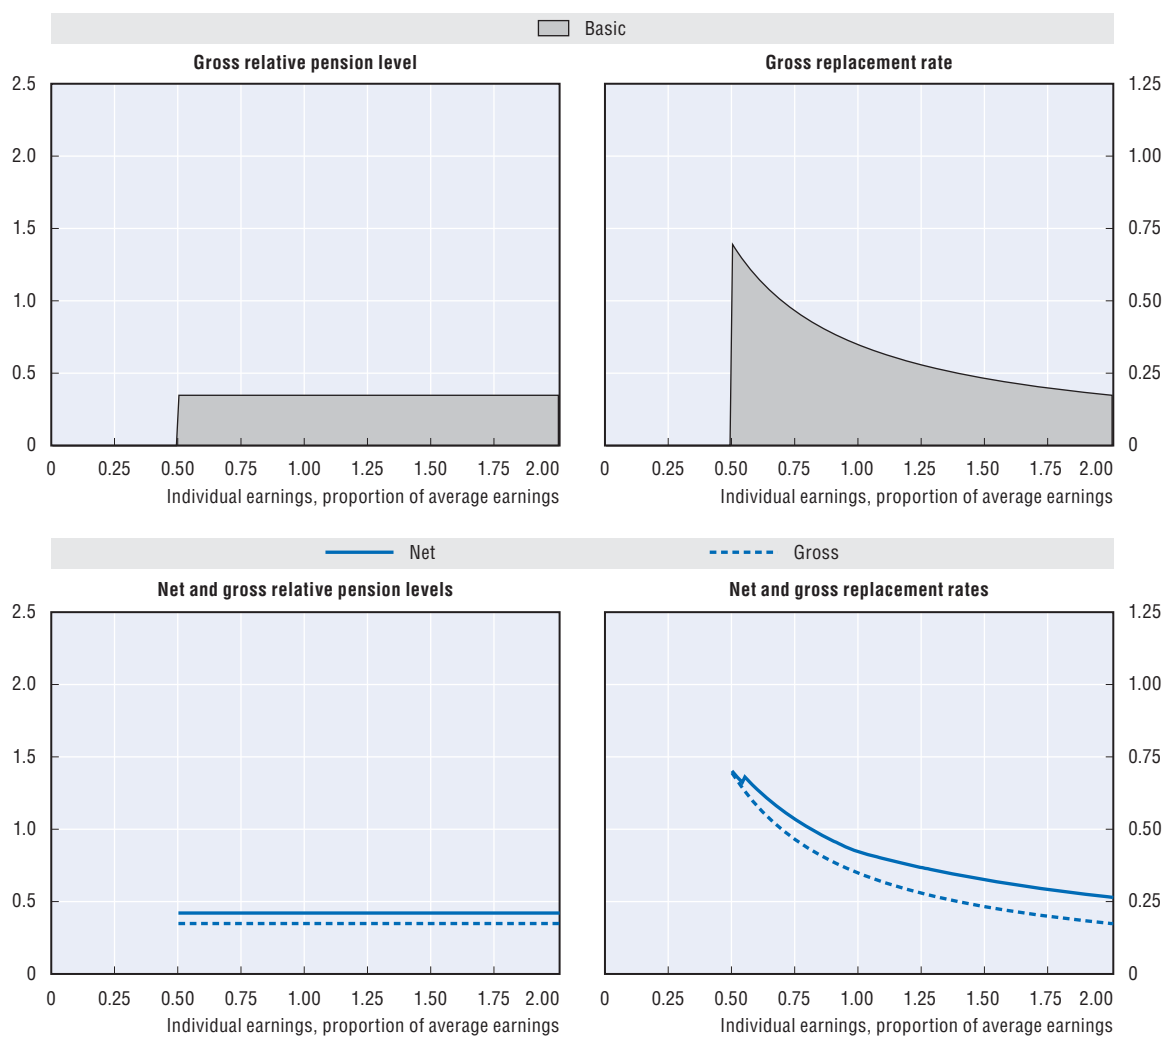 Basic
Gross relative pension level
Gross replacement rate
2.5
2.0
1.5
1.0
0.5
0
1.25
1.00
0.75
0.50
0.25
0
0 0.25 0.50 0.75 1.00 1.25 1.50 1.75 2.00
0 0.25 0.50 0.75 1.00 1.25 1.50 1.75 2.00
Individual earnings, proportion of average earnings
Individual earnings, proportion of average earnings
Net Gross
Net and gross relative pension levels
Net and gross replacement rates
2.5
2.0
1.5
1.0
0.5
0
1.25
1.00
0.75
0.50
0.25
0
0 0.25 0.50 0.75 1.00 1.25 1.50 1.75 2.00
0 0.25 0.50 0.75 1.00 1.25 1.50 1.75 2.00
Individual earnings, proportion of average earnings
Individual earnings, proportion of average earnings